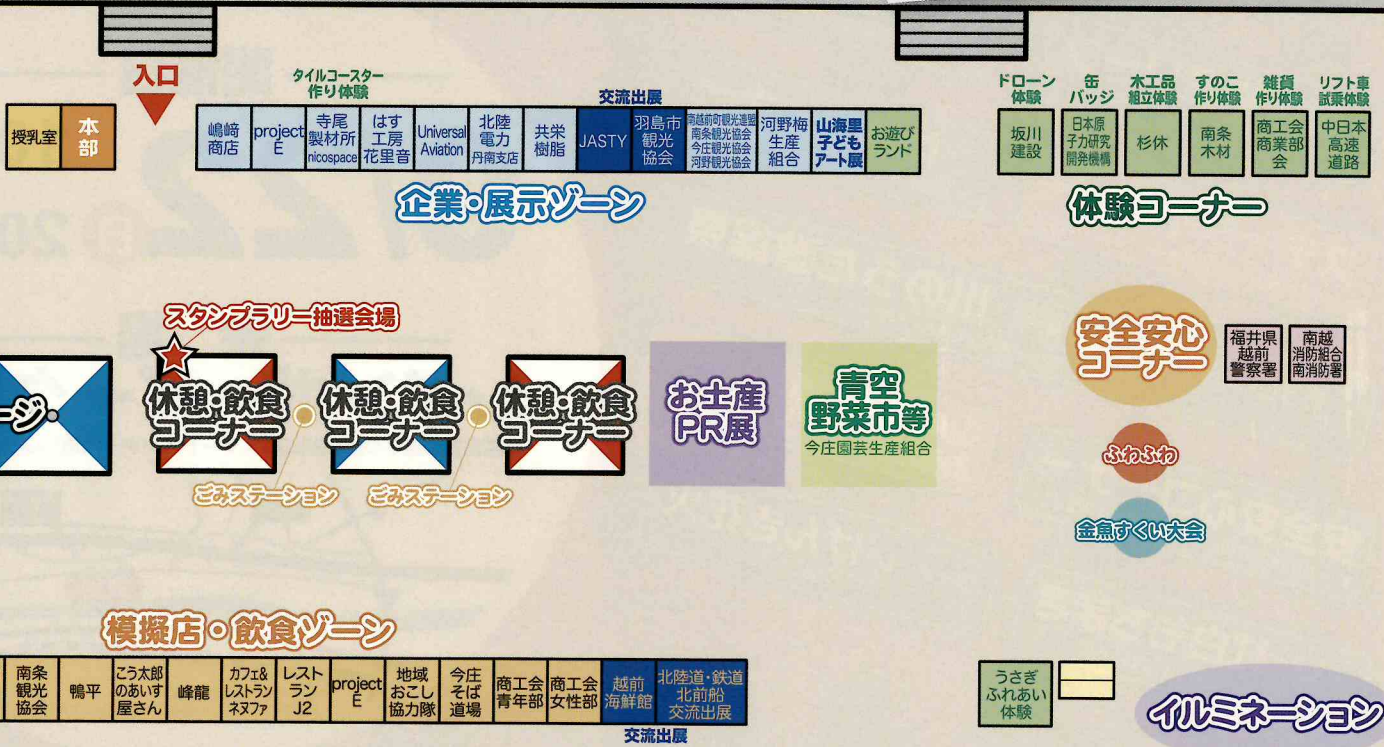 入口
タイルコースター
作り体験
交流出展
ドローン
体験
缶
バッジ
木工品
組立体験
すのこ
作り体験
雑貨
作り体験
リフト車
試乗体験
授乳室
本
部
嶋﨑
商店
project
E
寺尾
製材所
nicospace
はす
工房
花里音
Universal
Aviation
北陸
電力
丹南支店
共栄
樹脂
JASTY
羽島市
観光
協会
南越前町観光連盟
南条観光協会
今庄観光協会
河野観光協会
河野梅
生産
組合
山海里
子ども
アート展
お遊び
ランド
坂川
建設
日本原
子力研究
開発機構
杉休
南条
木材
商工会
商業部
会
中日本
高速
道路
企業・展示ゾーン
体験コーナー
スタンプラリー抽選会場
ージ
休憩・飲食
コーナー
休憩・飲食
コーナー
休憩・飲食
コーナー
ごみステーション
ごみステーション
お土産
PR展
青空
野菜市等
今庄園芸生産組合
安全安心
コーナー
福井県
越前
警察署
南越
消防組合
南消防署
ふわふわ
金魚すくい大会
模擬店・飲食ゾーン
南条
観光
協会
鴨平
こう太郎
のあいす
屋さん
峰龍
カフェ&
レストラン
ネヌファ
レスト
ラン
J2
project
E
地域
おこし
協力隊
今庄
そば
道場
商工会
青年部
商工会
女性部
越前
海鮮館
北陸道・鉄道
北前船
交流出展
交流出展
うさぎ
ふれあい
体験
イルミネーション